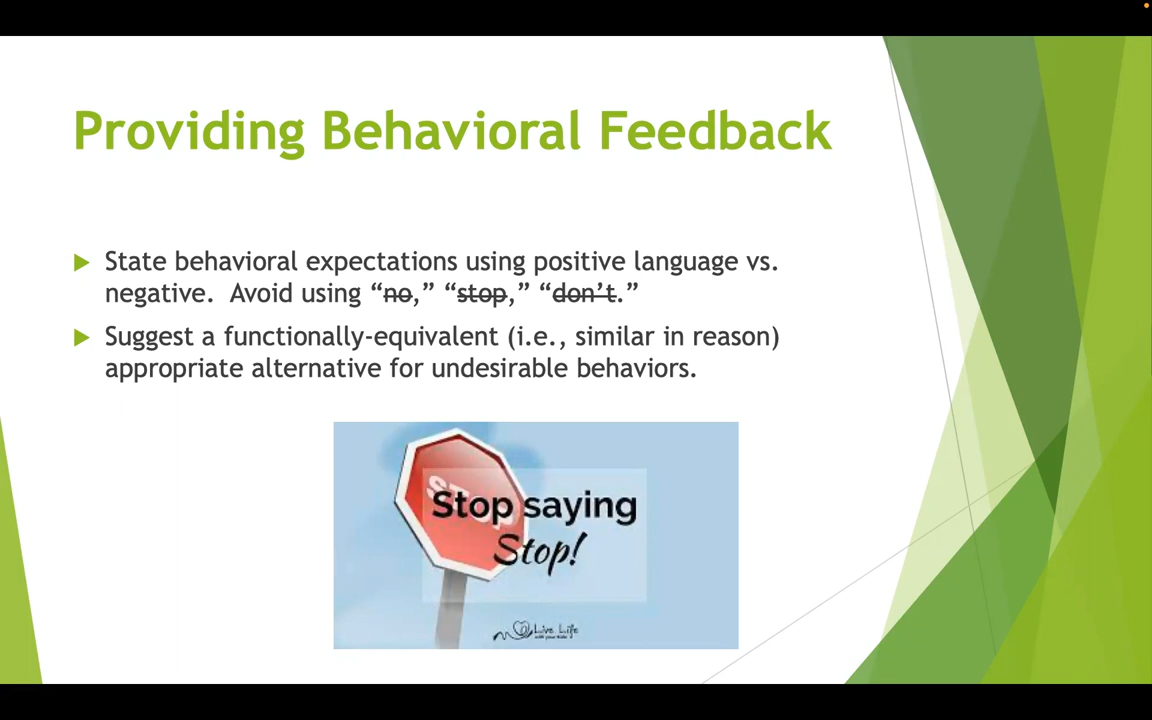 Providing Behavioral Feedback
State behavioral expectations using positive language vs.
negative.  Avoid using “no,” “stop,” “don’t.”
Suggest a functionally-equivalent (i.e., similar in reason)
appropriate alternative for undesirable behaviors.
STOP
Stop saying
Stop!
Live Life